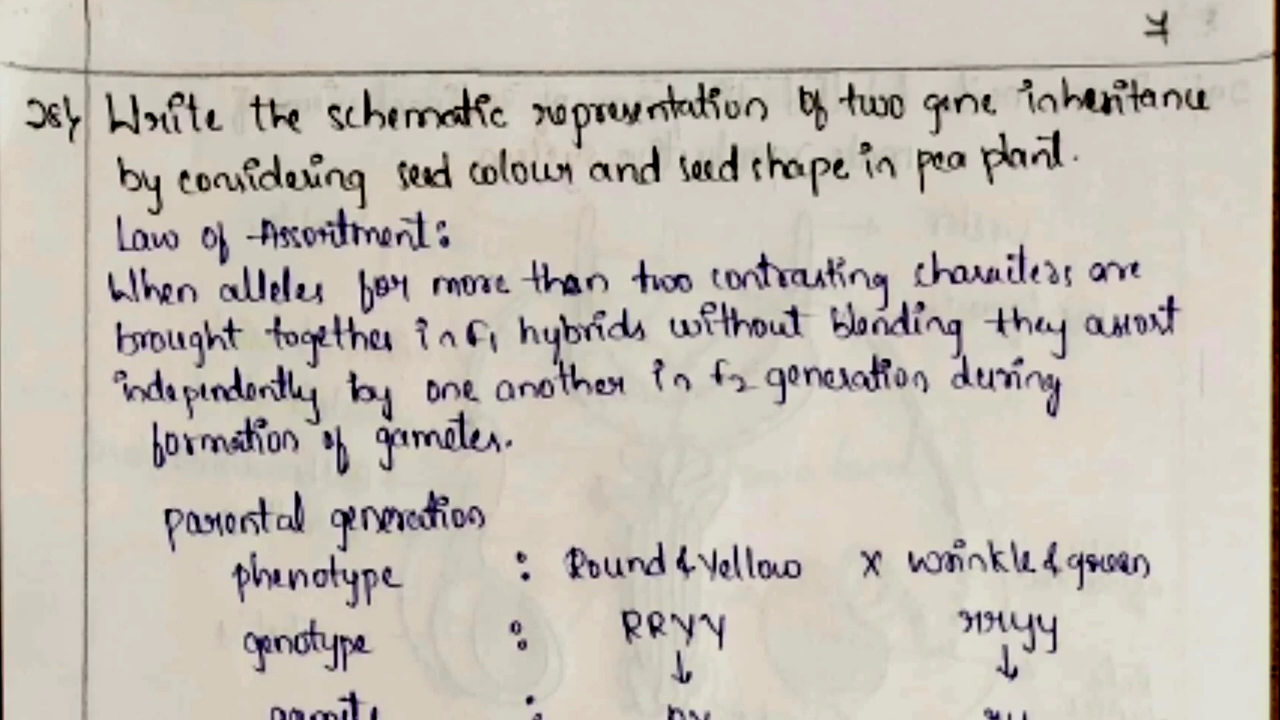 7
28) Write the schematic representation of two gene inheritance
by considering seed colour and seed shape in pea plant.
Law of Assortment:
When alleles for more than two contrasting characters are
brought together in F1 hybrids without blending they assort
independently by one another in f2 generation during
formation of gametes.
parental generation
phenotype : Round & Yellow x wrinkle & green
genotype : RRYY rryy
↓ ↓
gamite : RY ry